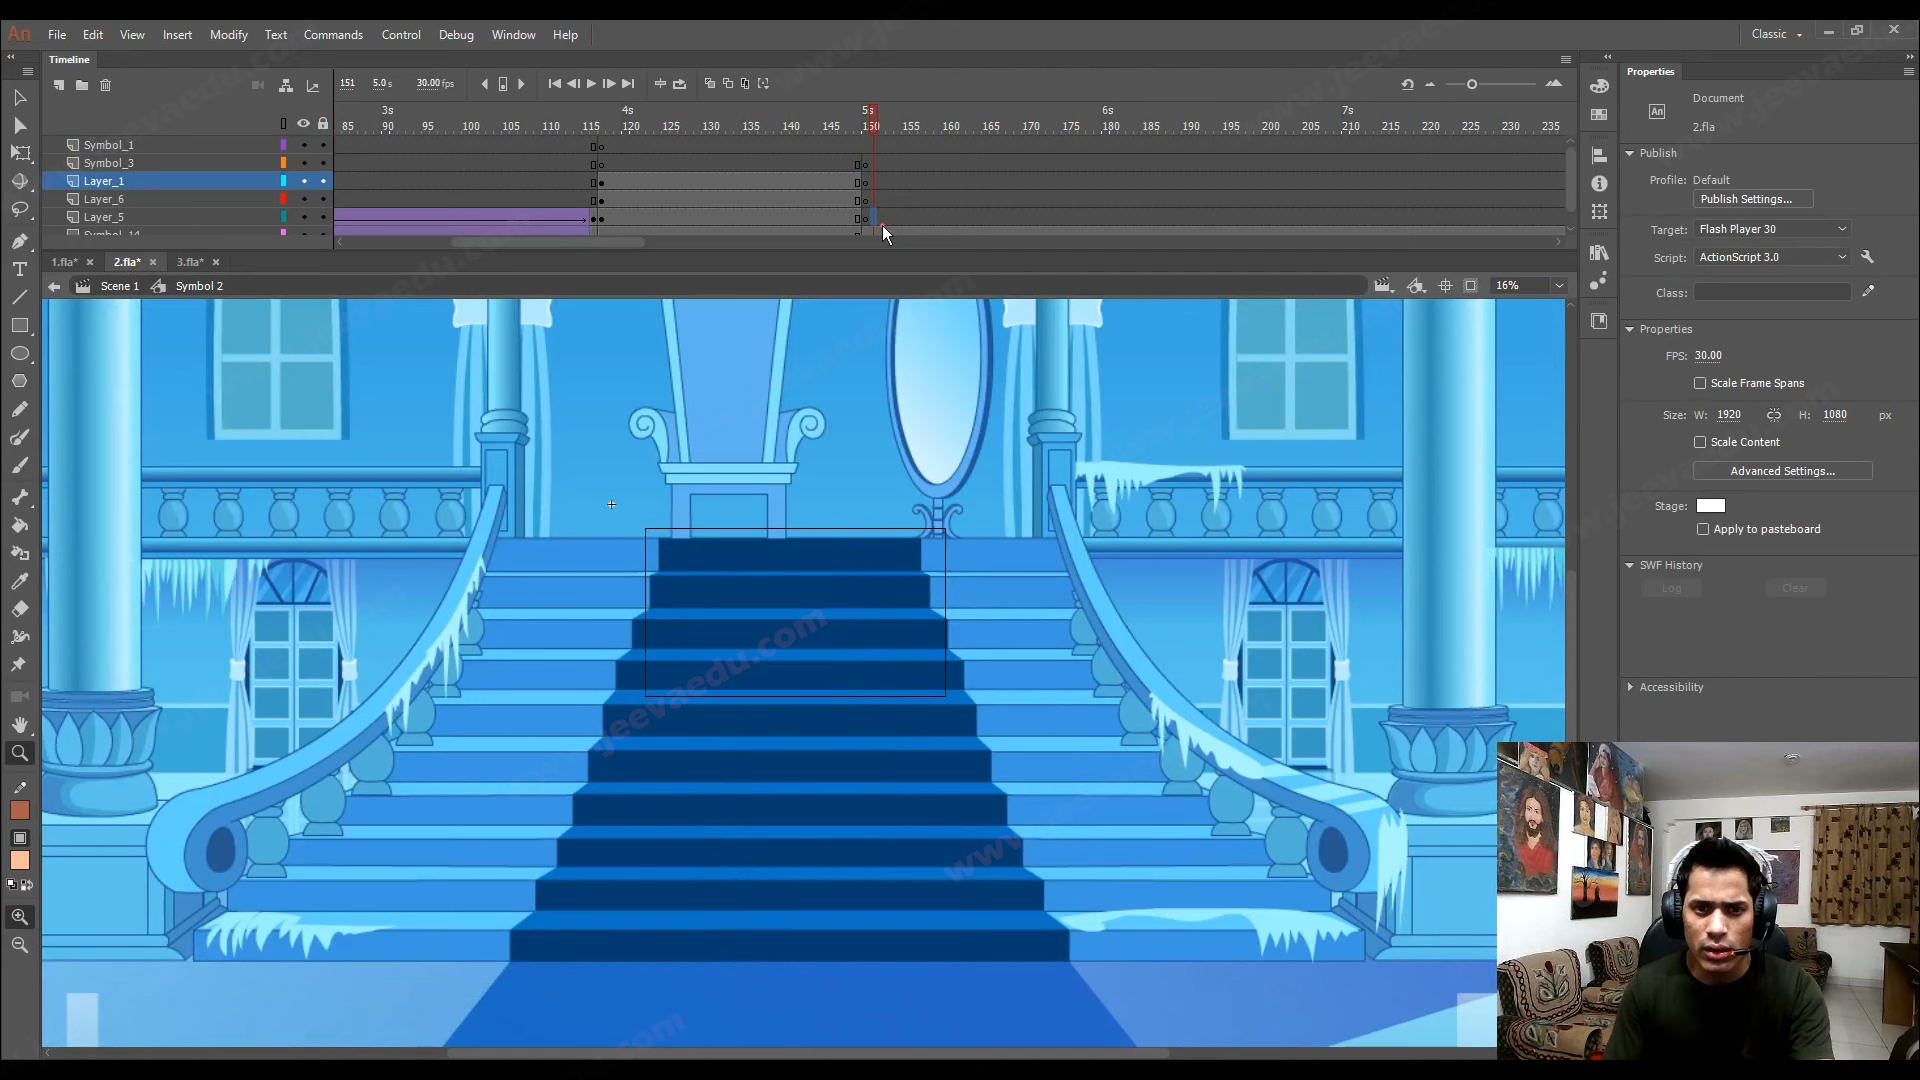 An File Edit View Insert Modify Text Commands Control Debug Window Help Classic
Timeline
151 5.0 s 30.00 fps
3s 4s 5s 6s 7s
85 90 95 100 105 110 115 120 125 130 135 140 145 150 155 160 165 170 175 180 185 190 195 200 205 210 215 220 225 230 235
Symbol_1
Symbol_3
Layer_1
Layer_6
Layer_5
Symbol_14
1.fla* 2.fla* 3.fla*
Scene 1 Symbol 2 16%
Properties
An Document
2.fla
Publish
Profile: Default
Publish Settings...
Target: Flash Player 30
Script: ActionScript 3.0
Class:
Properties
FPS: 30.00
Scale Frame Spans
Size: W: 1920 H: 1080 px
Scale Content
Advanced Settings...
Stage:
Apply to pasteboard
SWF History
Log Clear
Accessibility
www.jeevaedu.com